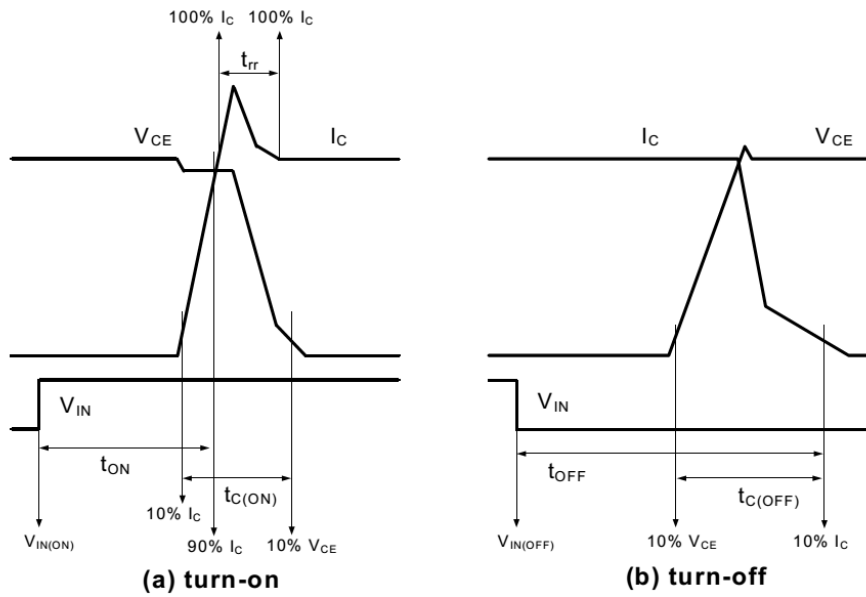 100% IC 100% IC
trr
VCE IC
IC VCE
VIN
VIN
tON
tOFF
tC(ON)
tC(OFF)
10% IC
VIN(ON)
90% IC
10% VCE
VIN(OFF)
10% VCE
10% IC
(a) turn-on
(b) turn-off